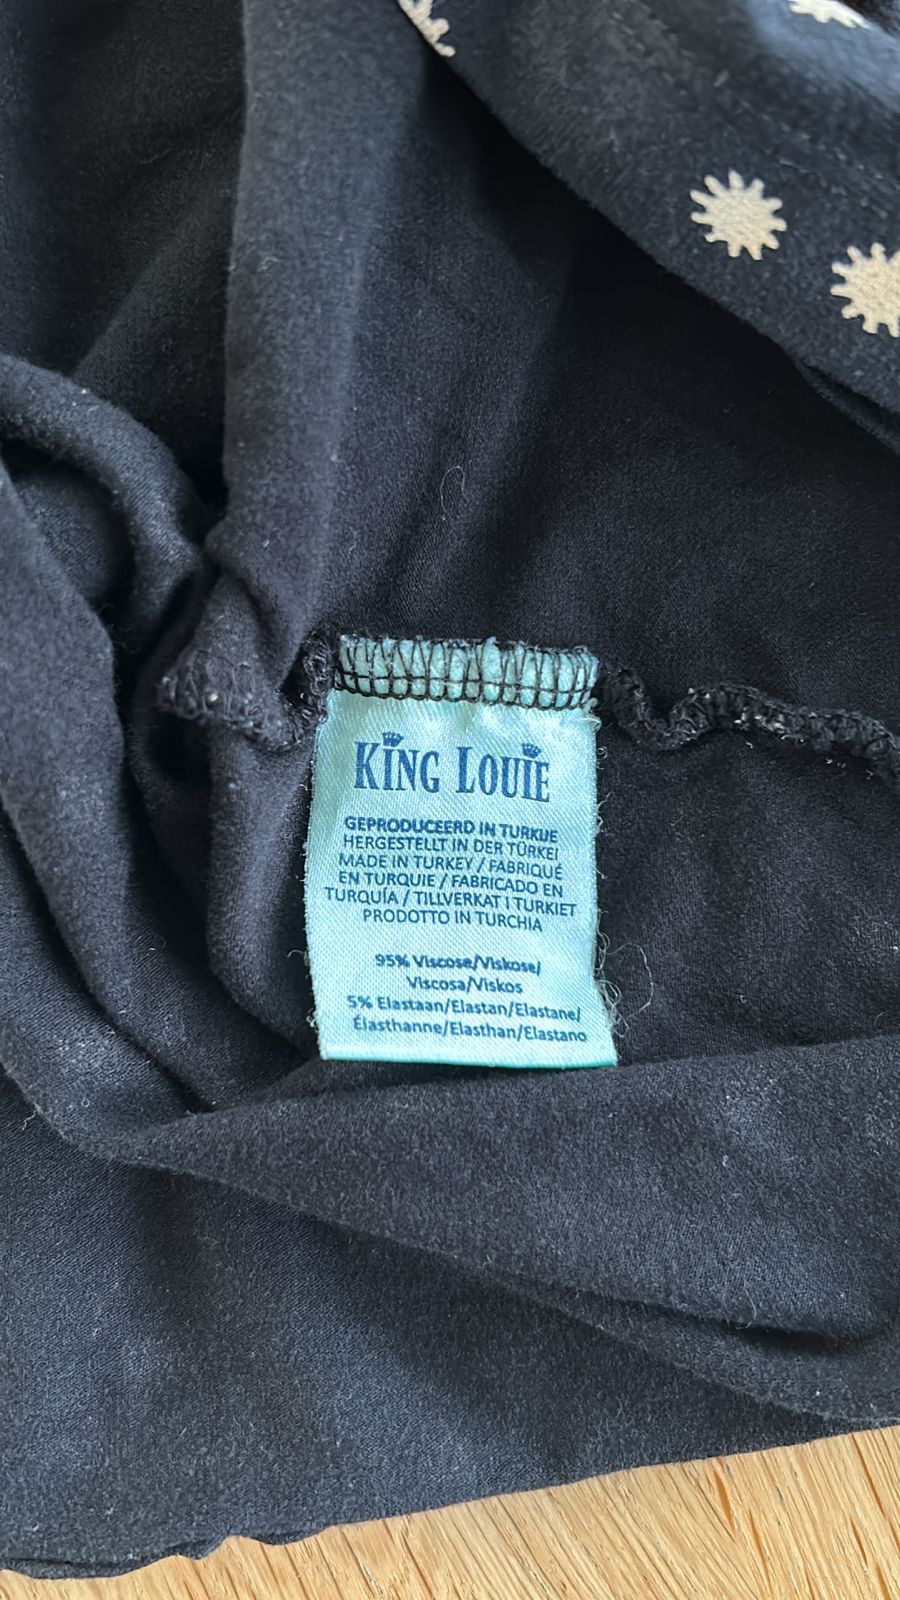 KING LOUIE
GEPRODUCEERD IN TURKIJE
HERGESTELLT IN DER TÜRKEI
MADE IN TURKEY / FABRIQUÉ
EN TURQUIE / FABRICADO EN
TURQUÍA / TILLVERKAT I TURKIET
PRODOTTO IN TURCHIA
95% Viscose/Viskose/
Viscosa/Viskos
5% Elastaan/Elastan/Elastane/
Élasthanne/Elasthan/Elastano